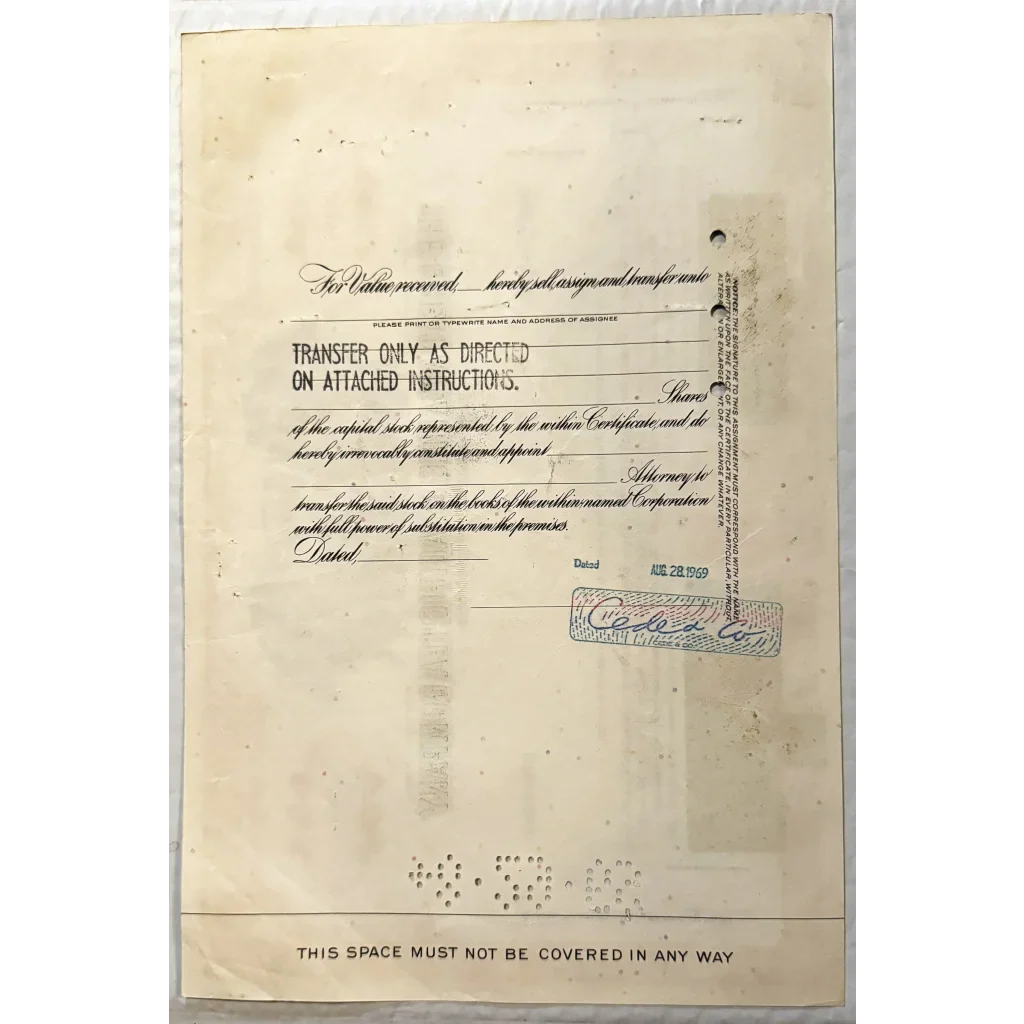 For Value received, ___ hereby sell, assign and transfer unto
PLEASE PRINT OR TYPEWRITE NAME AND ADDRESS OF ASSIGNEE
TRANSFER ONLY AS DIRECTED
ON ATTACHED INSTRUCTIONS.
Shares
of the capital stock represented by the within Certificate, and do
hereby irrevocably constitute and appoint
Attorney to
transfer the said stock on the books of the within-named Corporation
with full power of substitution in the premises.
Dated,
Dated AUG. 28. 1969
Cede & Co
CEDE & CO.
NOTICE: THE SIGNATURE TO THIS ASSIGNMENT MUST CORRESPOND WITH THE NAME
AS WRITTEN UPON THE FACE OF THE CERTIFICATE, IN EVERY PARTICULAR, WITHOUT
ALTERATION OR ENLARGEMENT, OR ANY CHANGE WHATEVER.
THIS SPACE MUST NOT BE COVERED IN ANY WAY